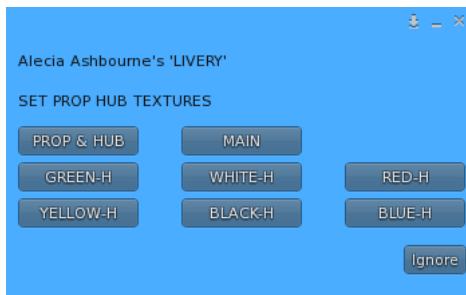 Alecia Ashbourne's 'LIVERY'
SET PROP HUB TEXTURES
PROP & HUB MAIN
GREEN-H WHITE-H RED-H
YELLOW-H BLACK-H BLUE-H
Ignore